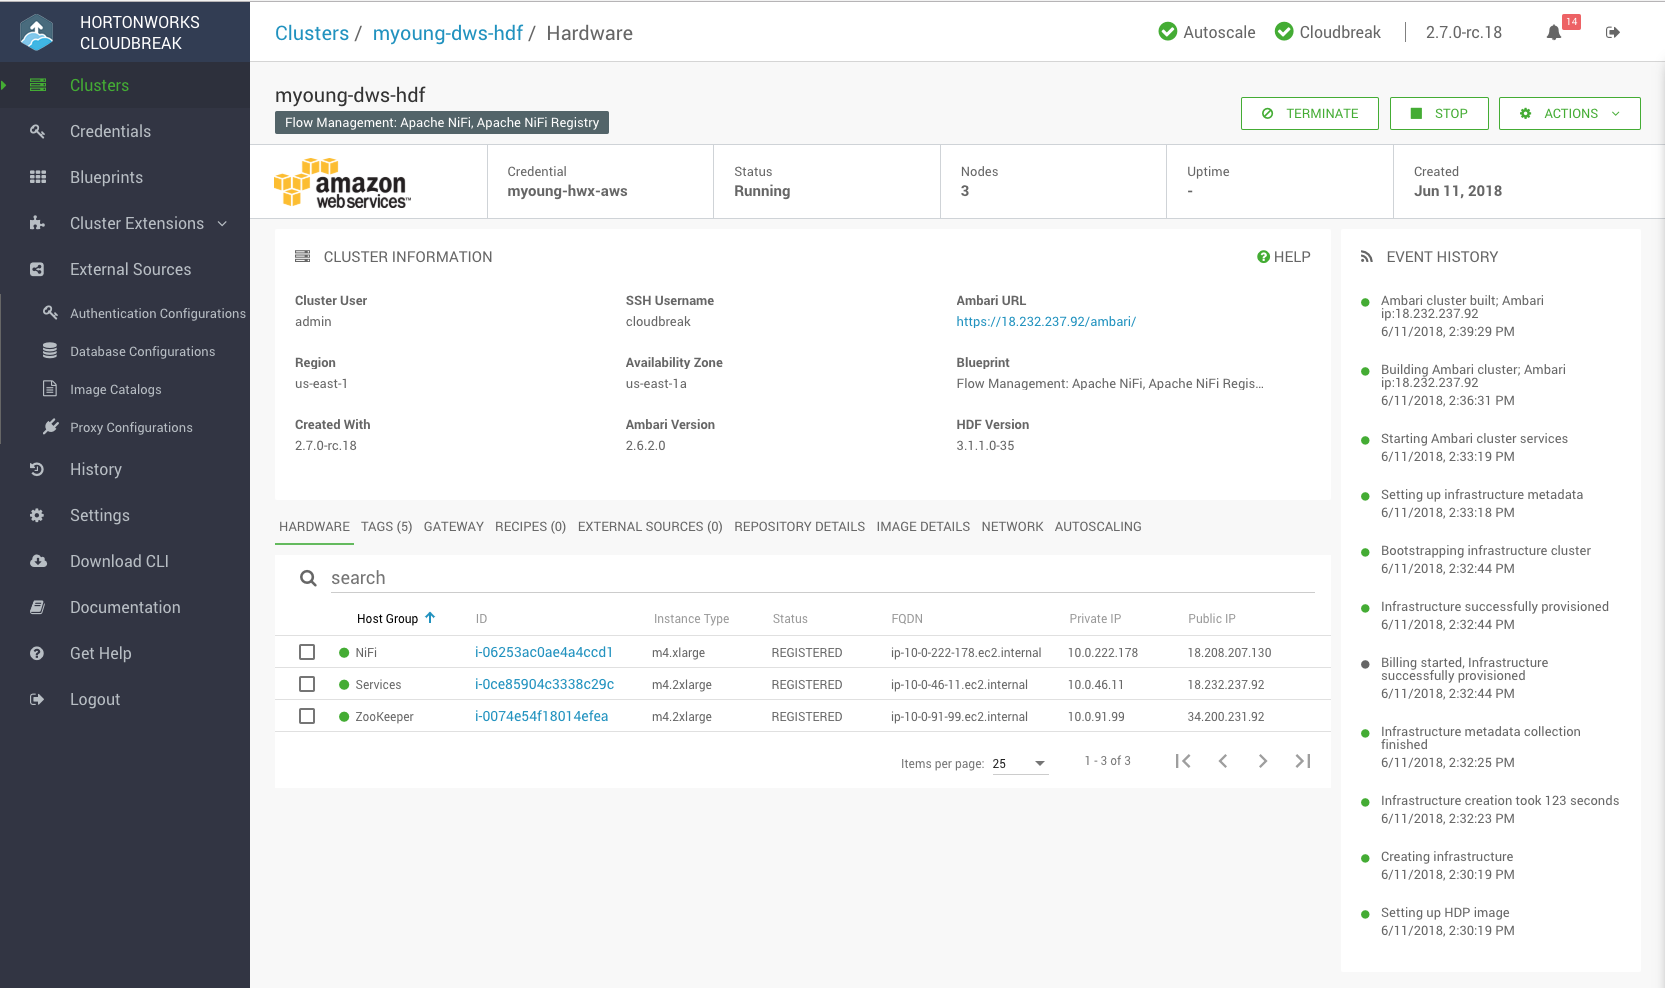 HORTONWORKS
CLOUDBREAK
Clusters
Credentials
Blueprints
Cluster Extensions
External Sources
Authentication Configurations
Database Configurations
Image Catalogs
Proxy Configurations
History
Settings
Download CLI
Documentation
Get Help
Logout
Clusters / myoung-dws-hdf / Hardware
Autoscale Cloudbreak 2.7.0-rc.18 14
myoung-dws-hdf
Flow Management: Apache NiFi, Apache NiFi Registry
TERMINATE STOP ACTIONS
amazon
webservices™
Credential
myoung-hwx-aws
Status
Running
Nodes
3
Uptime
-
Created
Jun 11, 2018
CLUSTER INFORMATION HELP
Cluster User
admin
SSH Username
cloudbreak
Ambari URL
https://18.232.237.92/ambari/
Region
us-east-1
Availability Zone
us-east-1a
Blueprint
Flow Management: Apache NiFi, Apache NiFi Regis...
Created With
2.7.0-rc.18
Ambari Version
2.6.2.0
HDF Version
3.1.1.0-35
HARDWARE TAGS (5) GATEWAY RECIPES (0) EXTERNAL SOURCES (0) REPOSITORY DETAILS IMAGE DETAILS NETWORK AUTOSCALING
search
Host Group ID Instance Type Status FQDN Private IP Public IP
NiFi i-06253ac0ae4a4ccd1 m4.xlarge REGISTERED ip-10-0-222-178.ec2.internal 10.0.222.178 18.208.207.130
Services i-0ce85904c3338c29c m4.2xlarge REGISTERED ip-10-0-46-11.ec2.internal 10.0.46.11 18.232.237.92
ZooKeeper i-0074e54f18014efea m4.2xlarge REGISTERED ip-10-0-91-99.ec2.internal 10.0.91.99 34.200.231.92
Items per page: 25 1 - 3 of 3
EVENT HISTORY
Ambari cluster built; Ambari
ip:18.232.237.92
6/11/2018, 2:39:29 PM
Building Ambari cluster; Ambari
ip:18.232.237.92
6/11/2018, 2:36:31 PM
Starting Ambari cluster services
6/11/2018, 2:33:19 PM
Setting up infrastructure metadata
6/11/2018, 2:33:18 PM
Bootstrapping infrastructure cluster
6/11/2018, 2:32:44 PM
Infrastructure successfully provisioned
6/11/2018, 2:32:44 PM
Billing started, Infrastructure
successfully provisioned
6/11/2018, 2:32:44 PM
Infrastructure metadata collection
finished
6/11/2018, 2:32:25 PM
Infrastructure creation took 123 seconds
6/11/2018, 2:32:23 PM
Creating infrastructure
6/11/2018, 2:30:19 PM
Setting up HDP image
6/11/2018, 2:30:19 PM